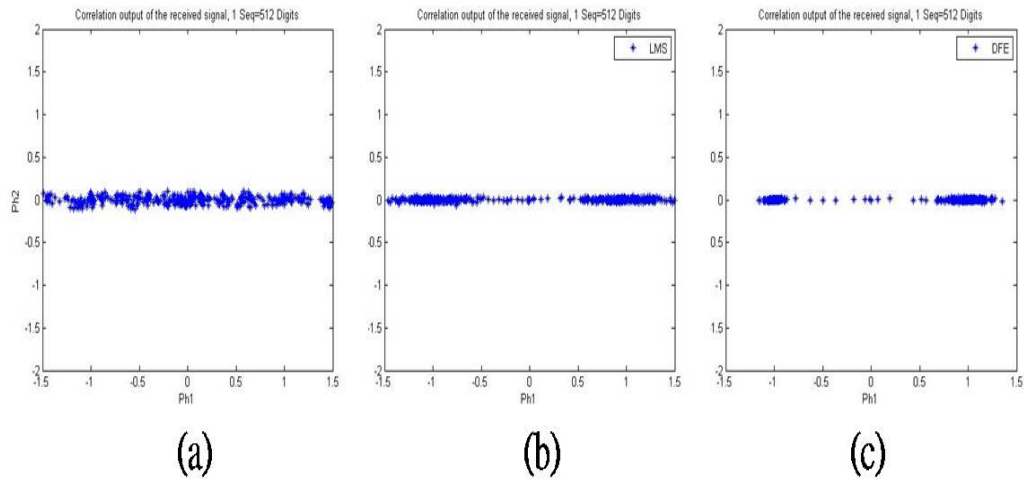 Correlation output of the received signal, 1 Seq=512 Digits
2
1.5
1
0.5
0
-0.5
-1
-1.5
-2
Ph2
-1.5 -1 -0.5 0 0.5 1 1.5
Ph1
(a)
Correlation output of the received signal, 1 Seq=512 Digits
LMS
2
1.5
1
0.5
0
-0.5
-1
-1.5
-2
-1.5 -1 -0.5 0 0.5 1 1.5
Ph1
(b)
Correlation output of the received signal, 1 Seq=512 Digits
DFE
2
1.5
1
0.5
0
-0.5
-1
-1.5
-2
-1.5 -1 -0.5 0 0.5 1 1.5
Ph1
(c)